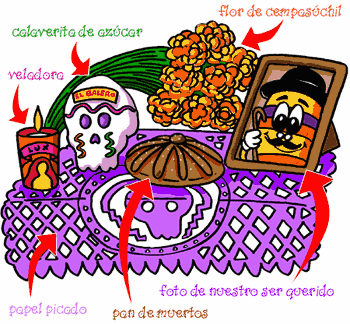 flor de cempasúchil
calaverita de azúcar
veladora
EL BALERO
LUX
foto de nuestro ser querido
papel picado
pan de muertos